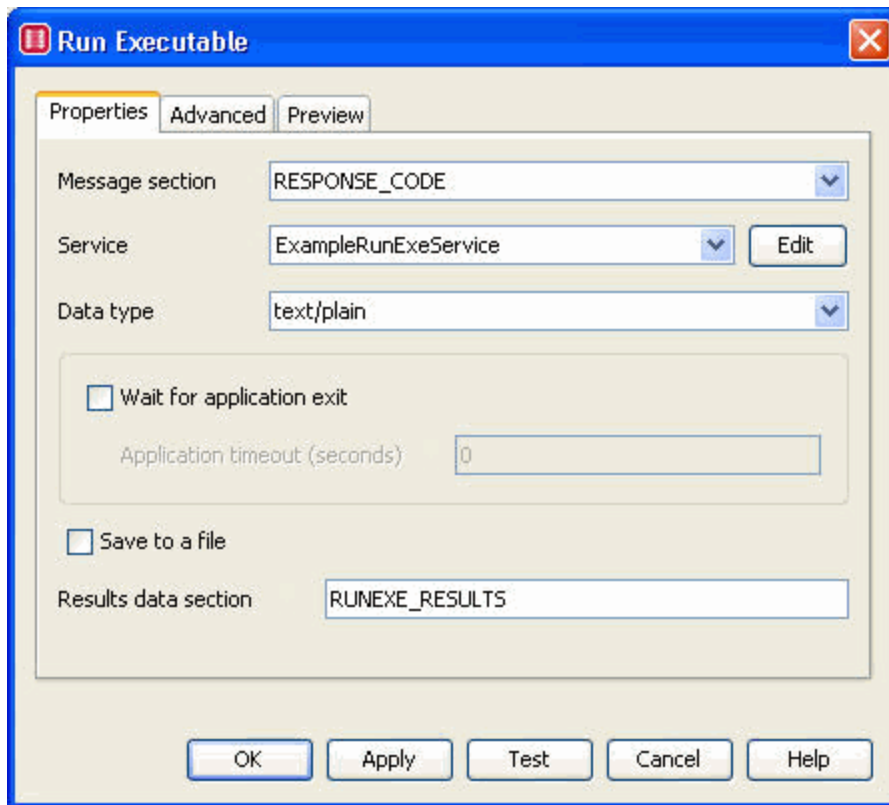 Run Executable
Properties Advanced Preview
Message section RESPONSE_CODE
Service ExampleRunExeService Edit
Data type text/plain
Wait for application exit
Application timeout (seconds) 0
Save to a file
Results data section RUNEXE_RESULTS
OK Apply Test Cancel Help